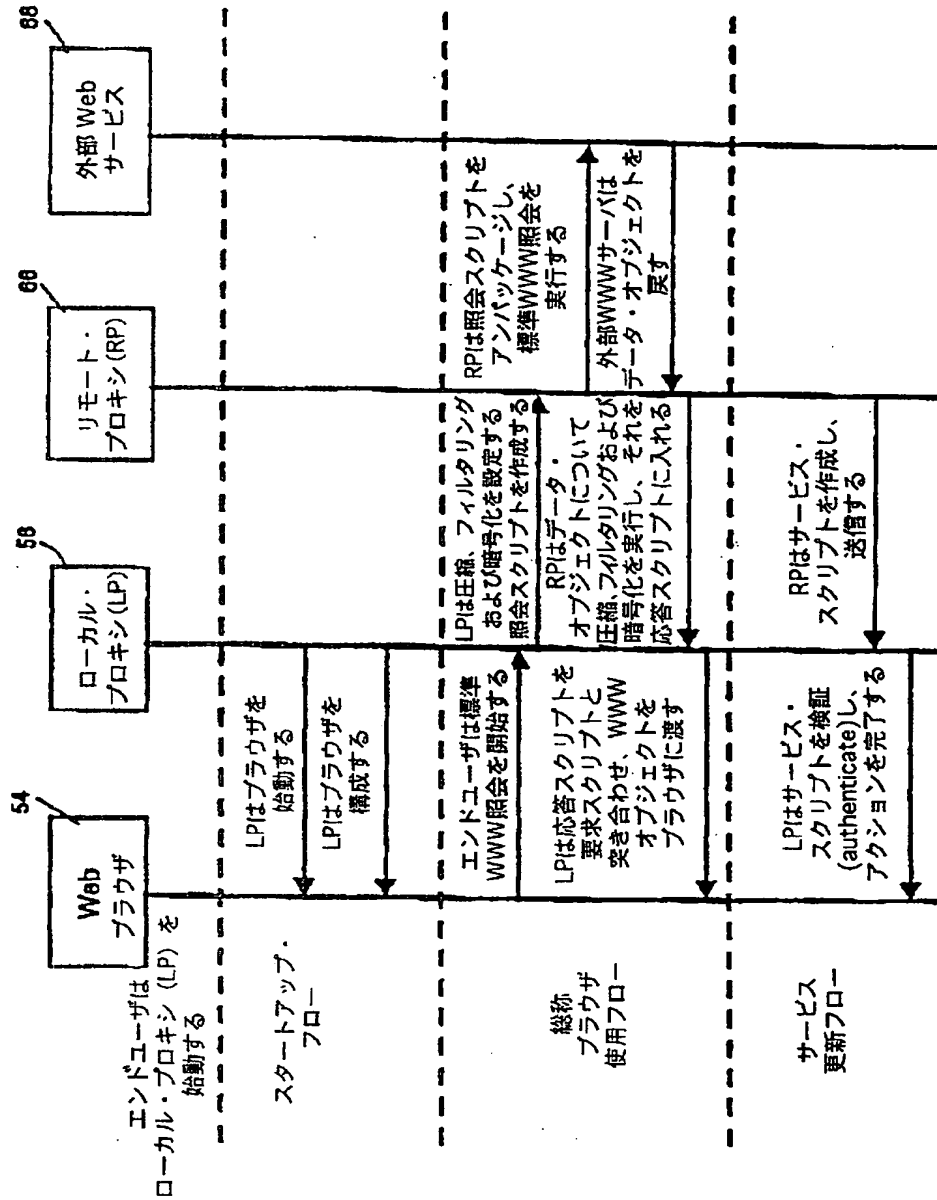 54
Web
ブラウザ
56
ローカル・
プロキシ(LP)
66
リモート・
プロキシ(RP)
68
外部 Web
サービス
エンドユーザは
ローカル・プロキシ (LP) を
始動する
スタートアップ・
フロー
LPはブラウザを
始動する
LPはブラウザを
構成する
総称
ブラウザ
使用フロー
エンドユーザは標準
WWW照会を開始する
LPは圧縮、フィルタリング
および暗号化を設定する
照会スクリプトを作成する
RPは照会スクリプトを
アンパッケージし、
標準WWW照会を
実行する
外部WWWサーバは
データ・オブジェクトを
戻す
RPはデータ・
オブジェクトについて
圧縮、フィルタリングおよび
暗号化を実行し、それを
応答スクリプトに入れる
LPは応答スクリプトを
要求スクリプトと
突き合わせ、WWW
オブジェクトを
ブラウザに渡す
サービス
更新フロー
RPはサービス・
スクリプトを作成し、
送信する
LPはサービス・
スクリプトを検証
(authenticate)し、
アクションを完了する